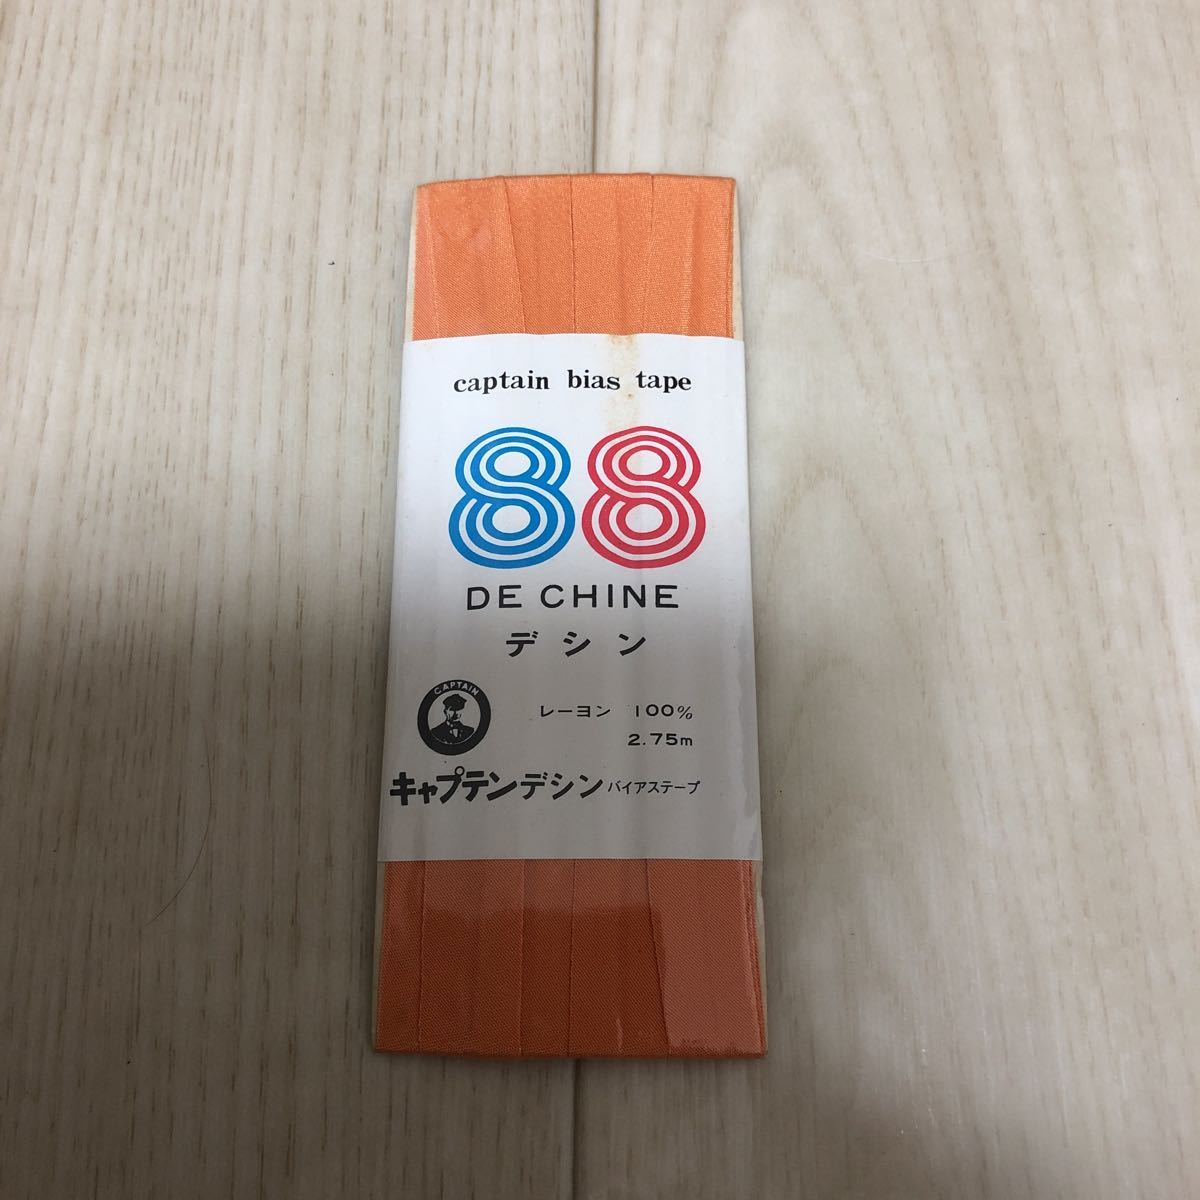 captain bias tape
88
DE CHINE
デシン
CAPTAIN
レーヨン 100%
2.75m
キャプテンデシンバイアステープ